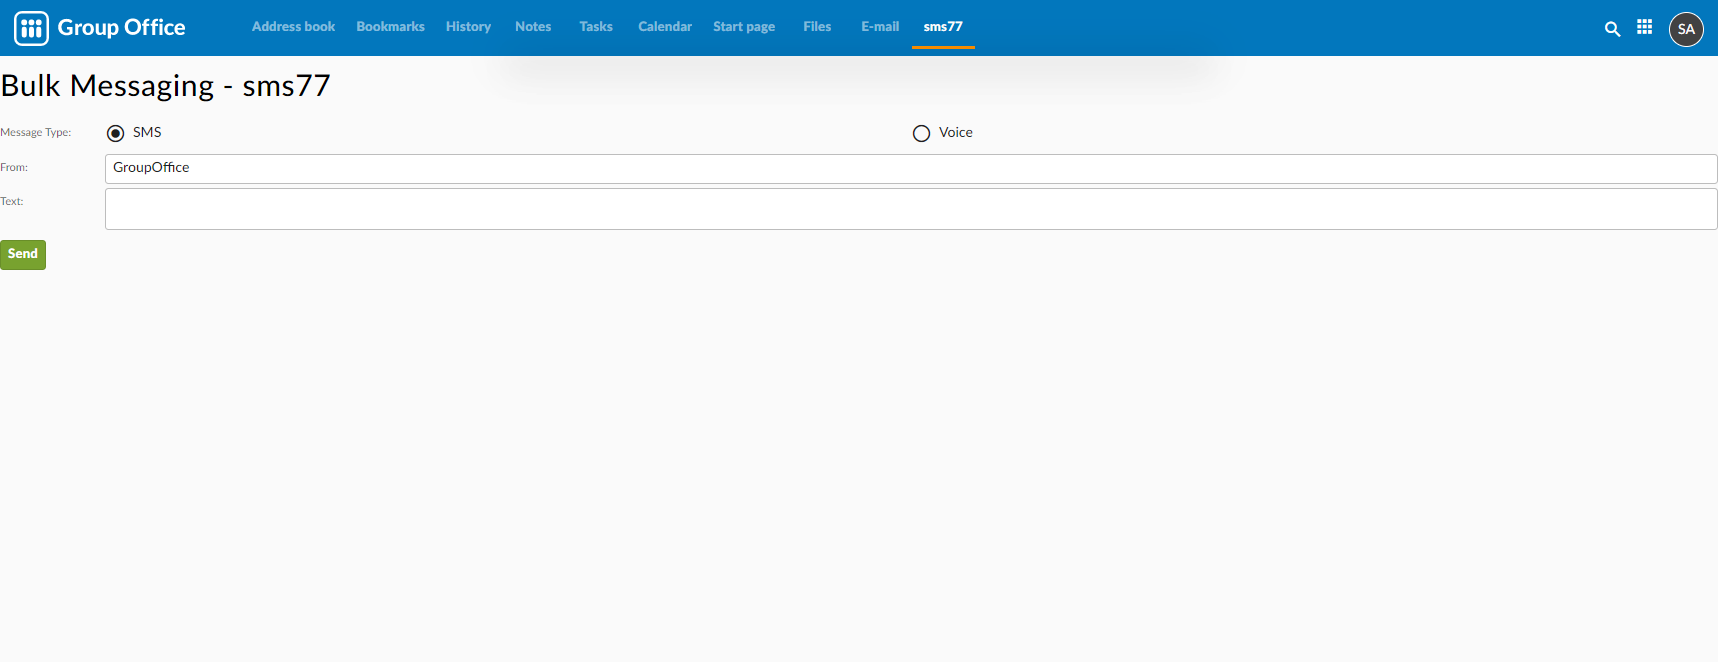 Group Office Address book Bookmarks History Notes Tasks Calendar Start page Files E-mail sms77 SA
Bulk Messaging - sms77
Message Type: SMS Voice
From: GroupOffice
Text:
Send